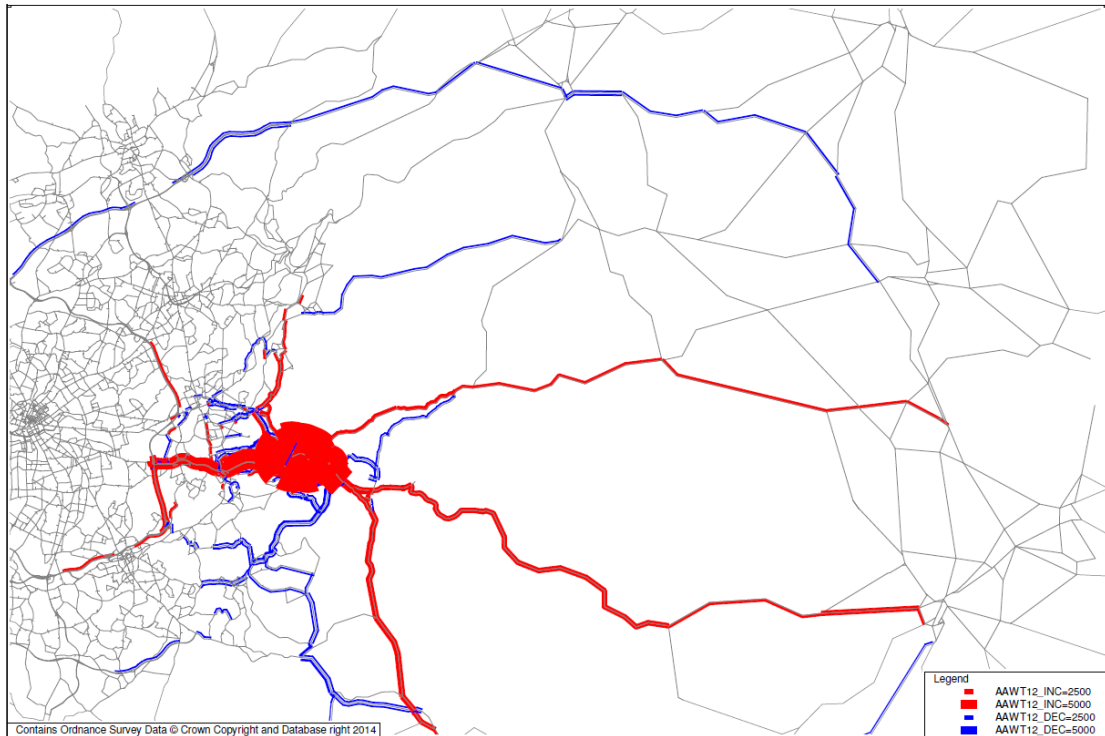 Legend
AAWT12_INC=2500
AAWT12_INC=5000
AAWT12_DEC=2500
AAWT12_DEC=5000
Contains Ordnance Survey Data © Crown Copyright and Database right 2014